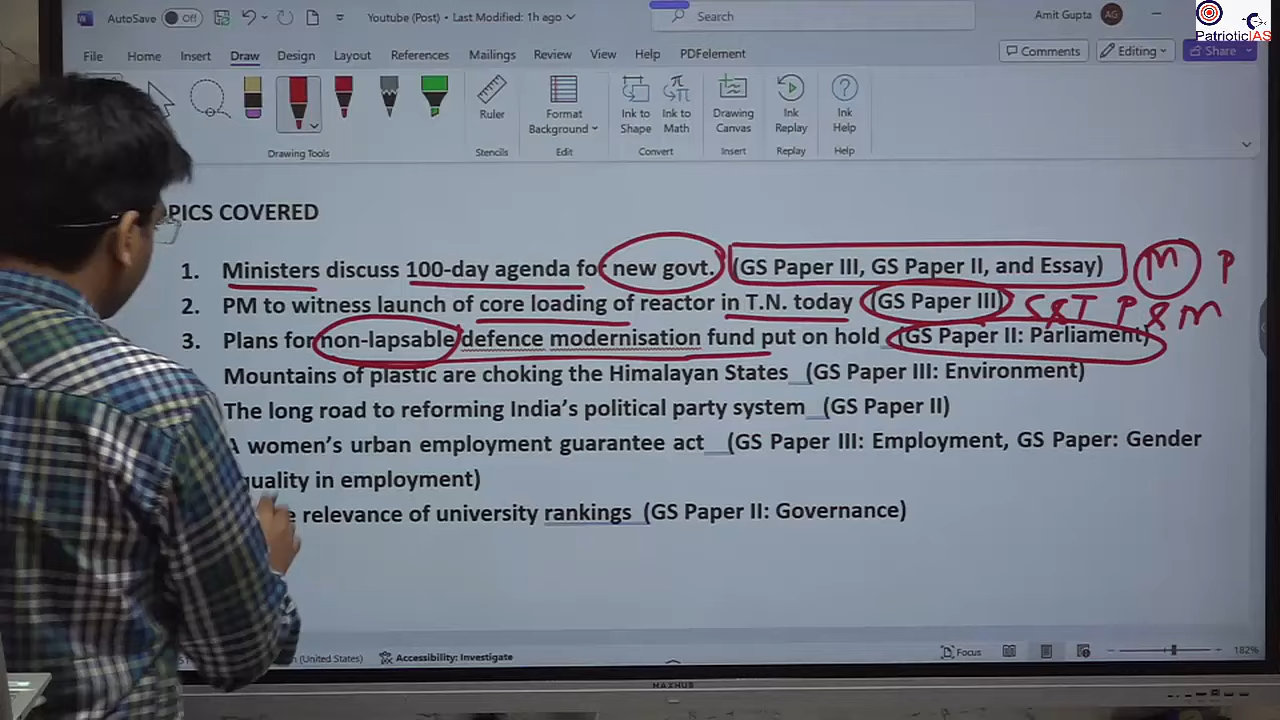 AutoSave Off Youtube (Post) • Last Modified: 1h ago Search Amit Gupta AG
PatrioticIAS
File Home Insert Draw Design Layout References Mailings Review View Help PDFelement Comments Editing Share
Ruler Format Background Ink to Shape Ink to Math Drawing Canvas Ink Replay Ink Help
Drawing Tools Stencils Edit Convert Insert Replay Help
PICS COVERED
1. Ministers discuss 100-day agenda for new govt. (GS Paper III, GS Paper II, and Essay) M P
2. PM to witness launch of core loading of reactor in T.N. today (GS Paper III) S&T P & M
3. Plans for non-lapsable defence modernisation fund put on hold (GS Paper II: Parliament)
Mountains of plastic are choking the Himalayan States (GS Paper III: Environment)
The long road to reforming India's political party system (GS Paper II)
A women's urban employment guarantee act (GS Paper III: Employment, GS Paper: Gender
quality in employment)
e relevance of university rankings (GS Paper II: Governance)
(United States) Accessibility: Investigate Focus 182%
MAXHUB